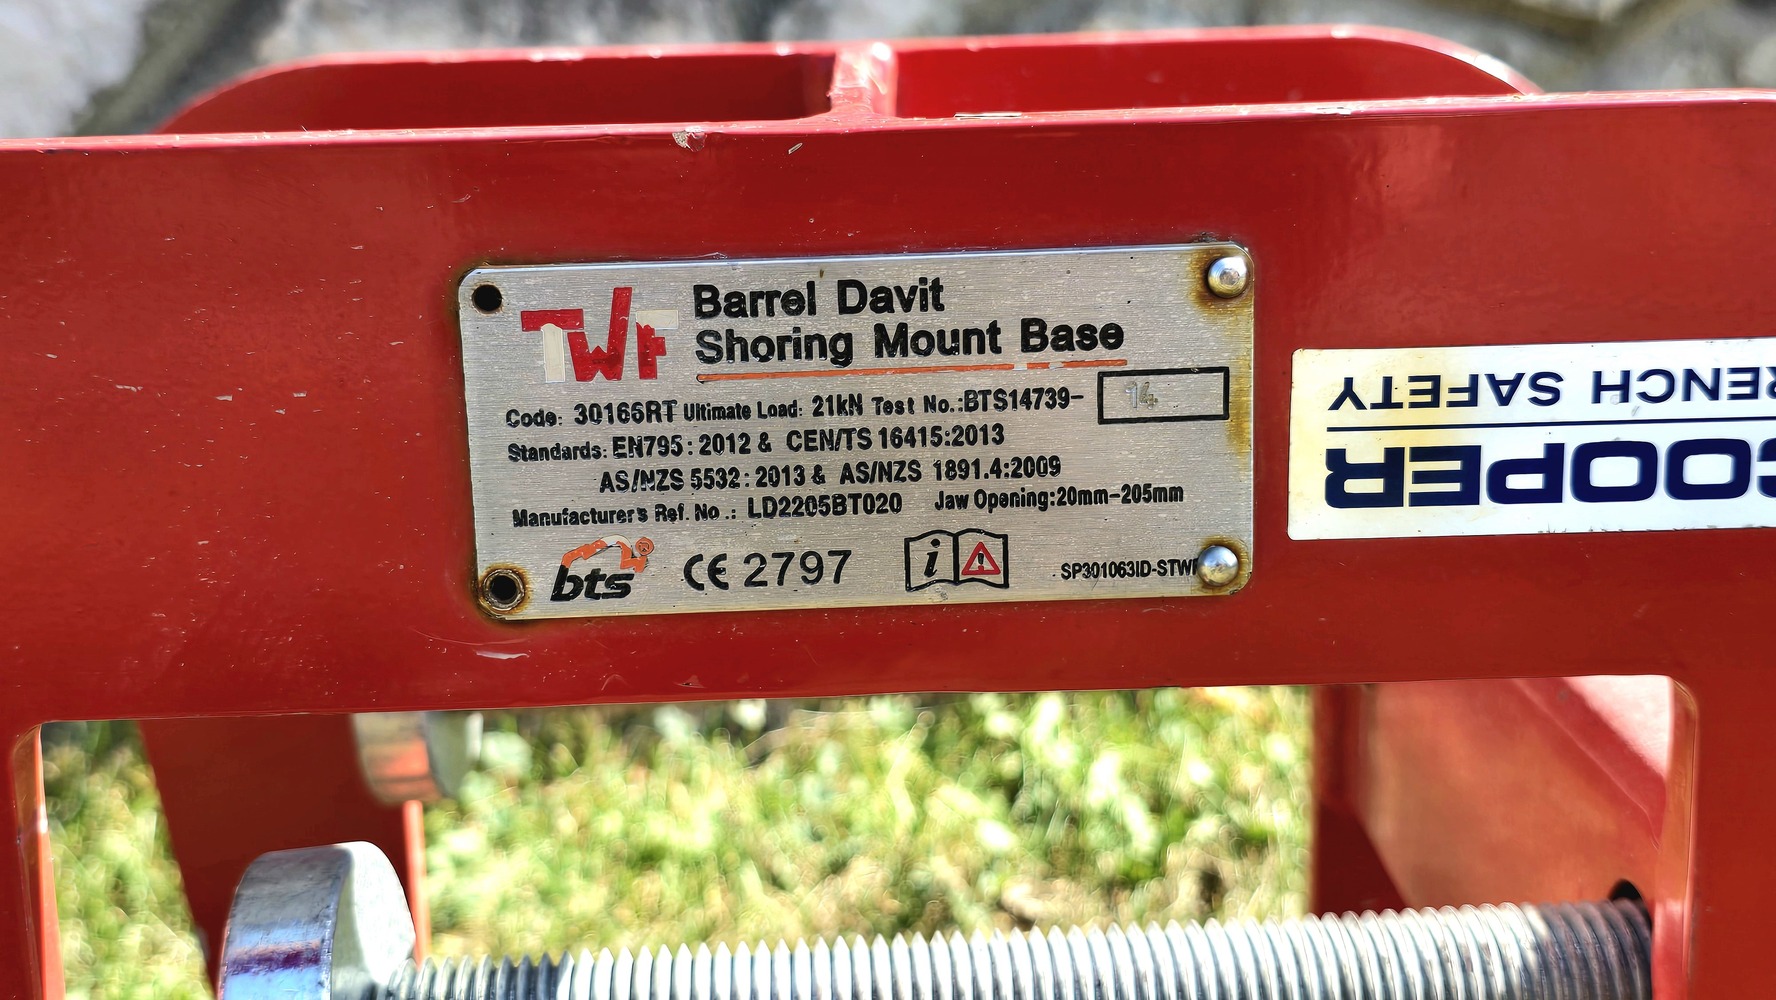 TWF
Barrel Davit
Shoring Mount Base
Code: 30166RT Ultimate Load: 21kN Test No.:BTS14739- 14
Standards: EN795: 2012 & CEN/TS 16415:2013
AS/NZS 5532: 2013 & AS/NZS 1891.4:2009
Manufacturer's Ref. No.: LD2205BT020 Jaw Opening:20mm-205mm
bts ® CE 2797 i SP301063ID-STWF
COOPER
RENCH SAFETY